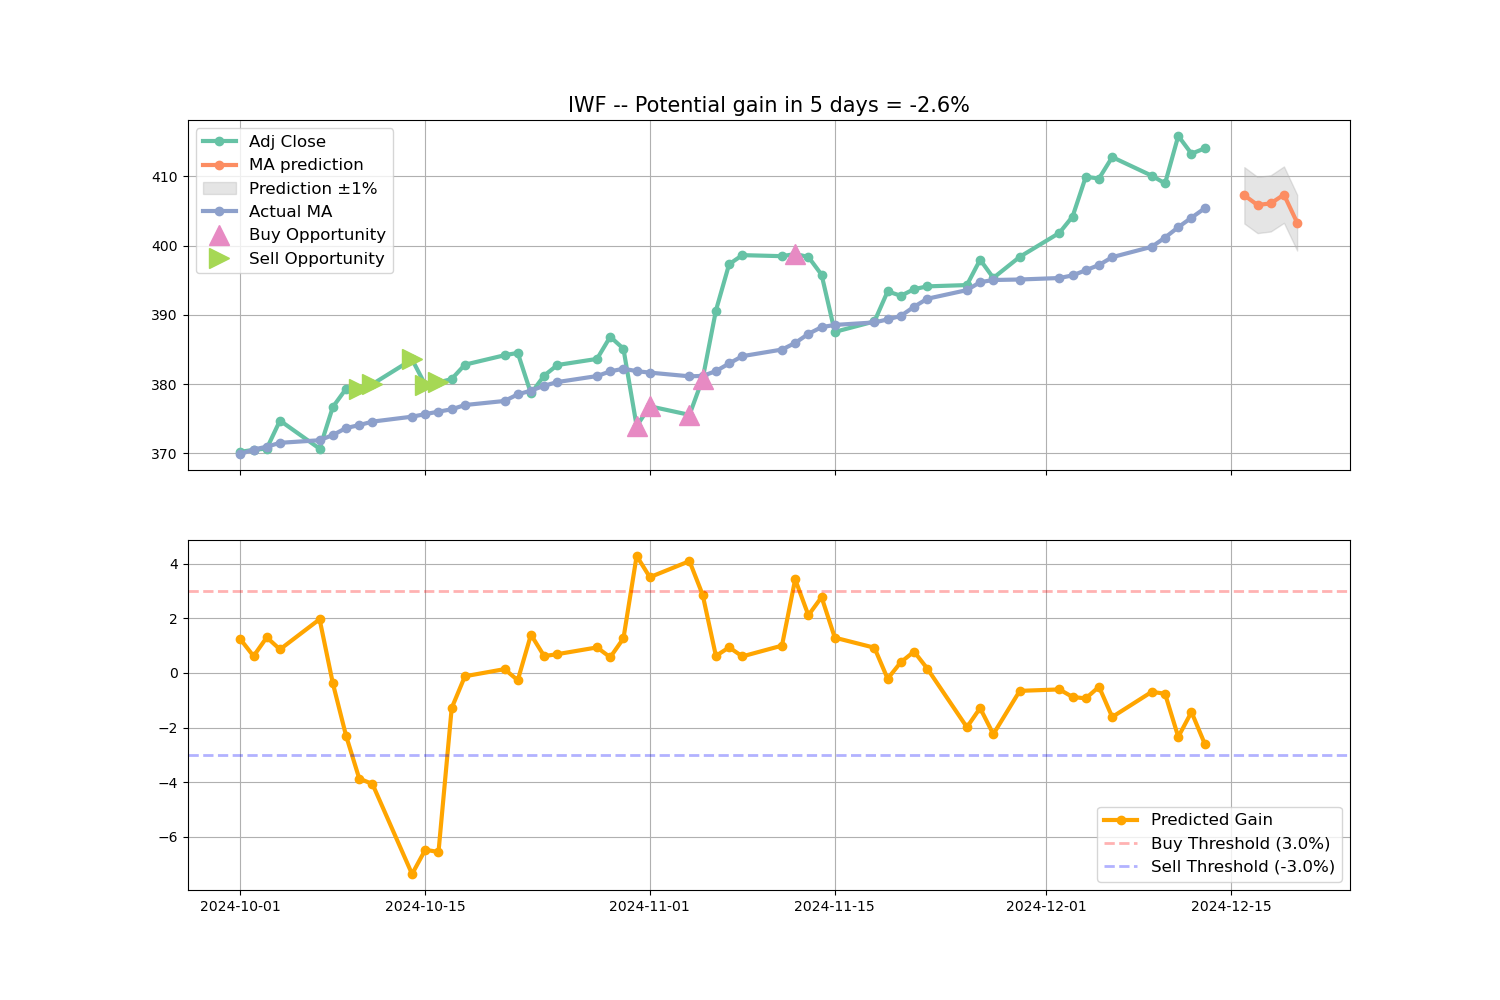 IWF -- Potential gain in 5 days = -2.6%
Adj Close
MA prediction
Prediction ±1%
Actual MA
Buy Opportunity
Sell Opportunity
410
400
390
380
370
4
2
0
−2
−4
−6
Predicted Gain
Buy Threshold (3.0%)
Sell Threshold (-3.0%)
2024-10-01 2024-10-15 2024-11-01 2024-11-15 2024-12-01 2024-12-15